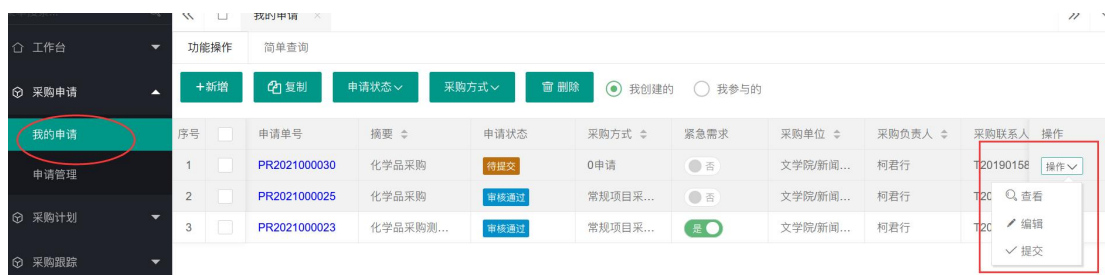 我的申请 ×
工作台
功能操作 简单查询
采购申请
+新增 复制 申请状态 采购方式 删除 我创建的 我参与的
我的申请
序号 申请单号 摘要 申请状态 采购方式 紧急需求 采购单位 采购负责人 采购联系人 操作
1 PR2021000030 化学品采购 待提交 0申请 否 文学院/新闻... 柯君行 T20190158 操作
申请管理
2 PR2021000025 化学品采购 审核通过 常规项目采... 否 文学院/新闻... 柯君行 T20
查看
采购计划
3 PR2021000023 化学品采购测... 审核通过 常规项目采... 是 文学院/新闻... 柯君行 T20
编辑
提交
采购跟踪